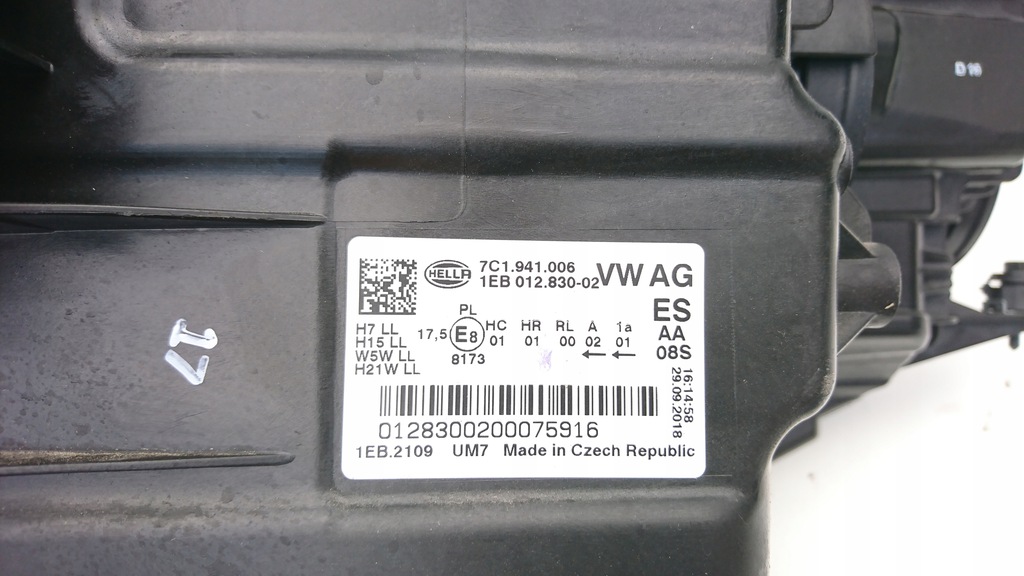 HELLA
7C1.941.006
1EB 012.830-02
VW AG
ES
AA
08S
PL
17,5 E8
8173
HC HR RL A 1a
01 01 00 02 01
← ←
H7 LL
H15 LL
W5W LL
H21W LL
16:14:58
29.09.2018
0128300200075916
1EB.2109 UM7 Made in Czech Republic